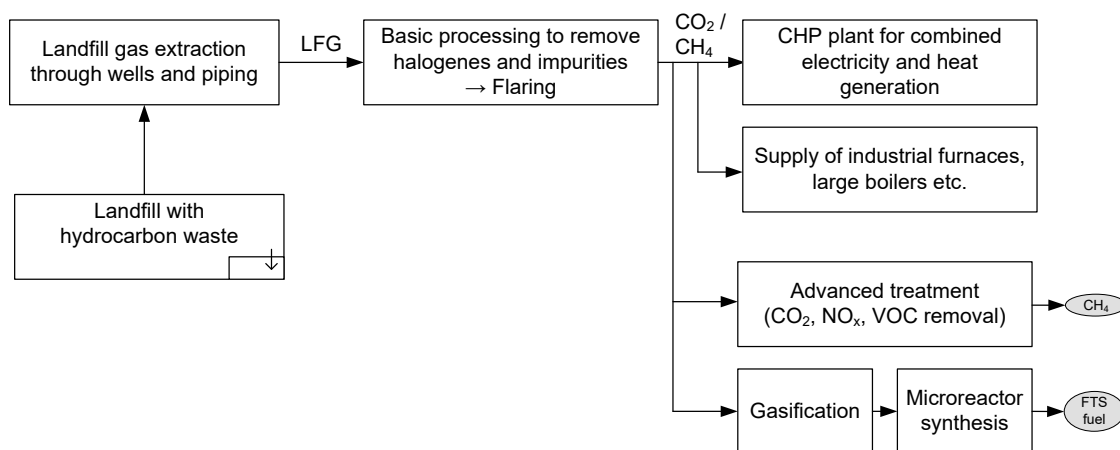 Landfill gas extraction
through wells and piping
LFG
Basic processing to remove
halogenes and impurities
→ Flaring
CO₂ /
CH₄
CHP plant for combined
electricity and heat
generation
Supply of industrial furnaces,
large boilers etc.
Landfill with
hydrocarbon waste
Advanced treatment
(CO₂, NOₓ, VOC removal)
CH₄
Gasification
Microreactor
synthesis
FTS
fuel